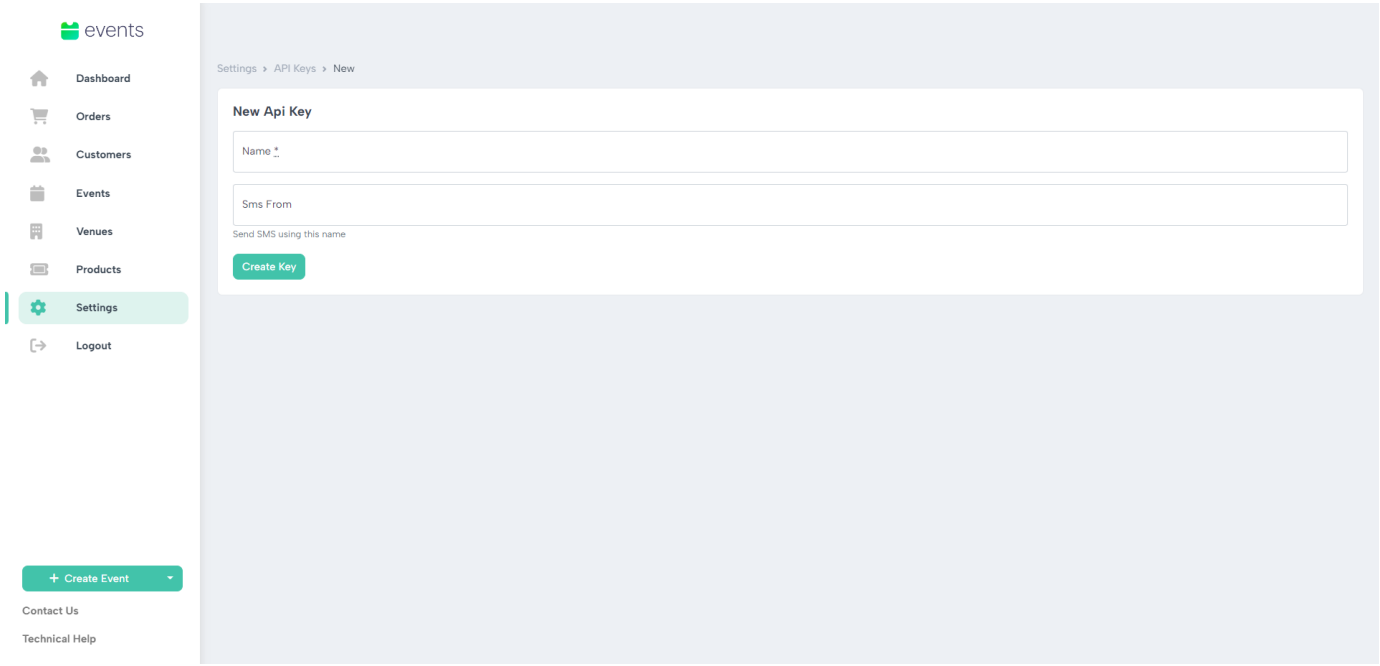 events
Dashboard
Orders
Customers
Events
Venues
Products
Settings
Logout
+ Create Event
Contact Us
Technical Help
Settings > API Keys > New
New Api Key
Name *
Sms From
Send SMS using this name
Create Key